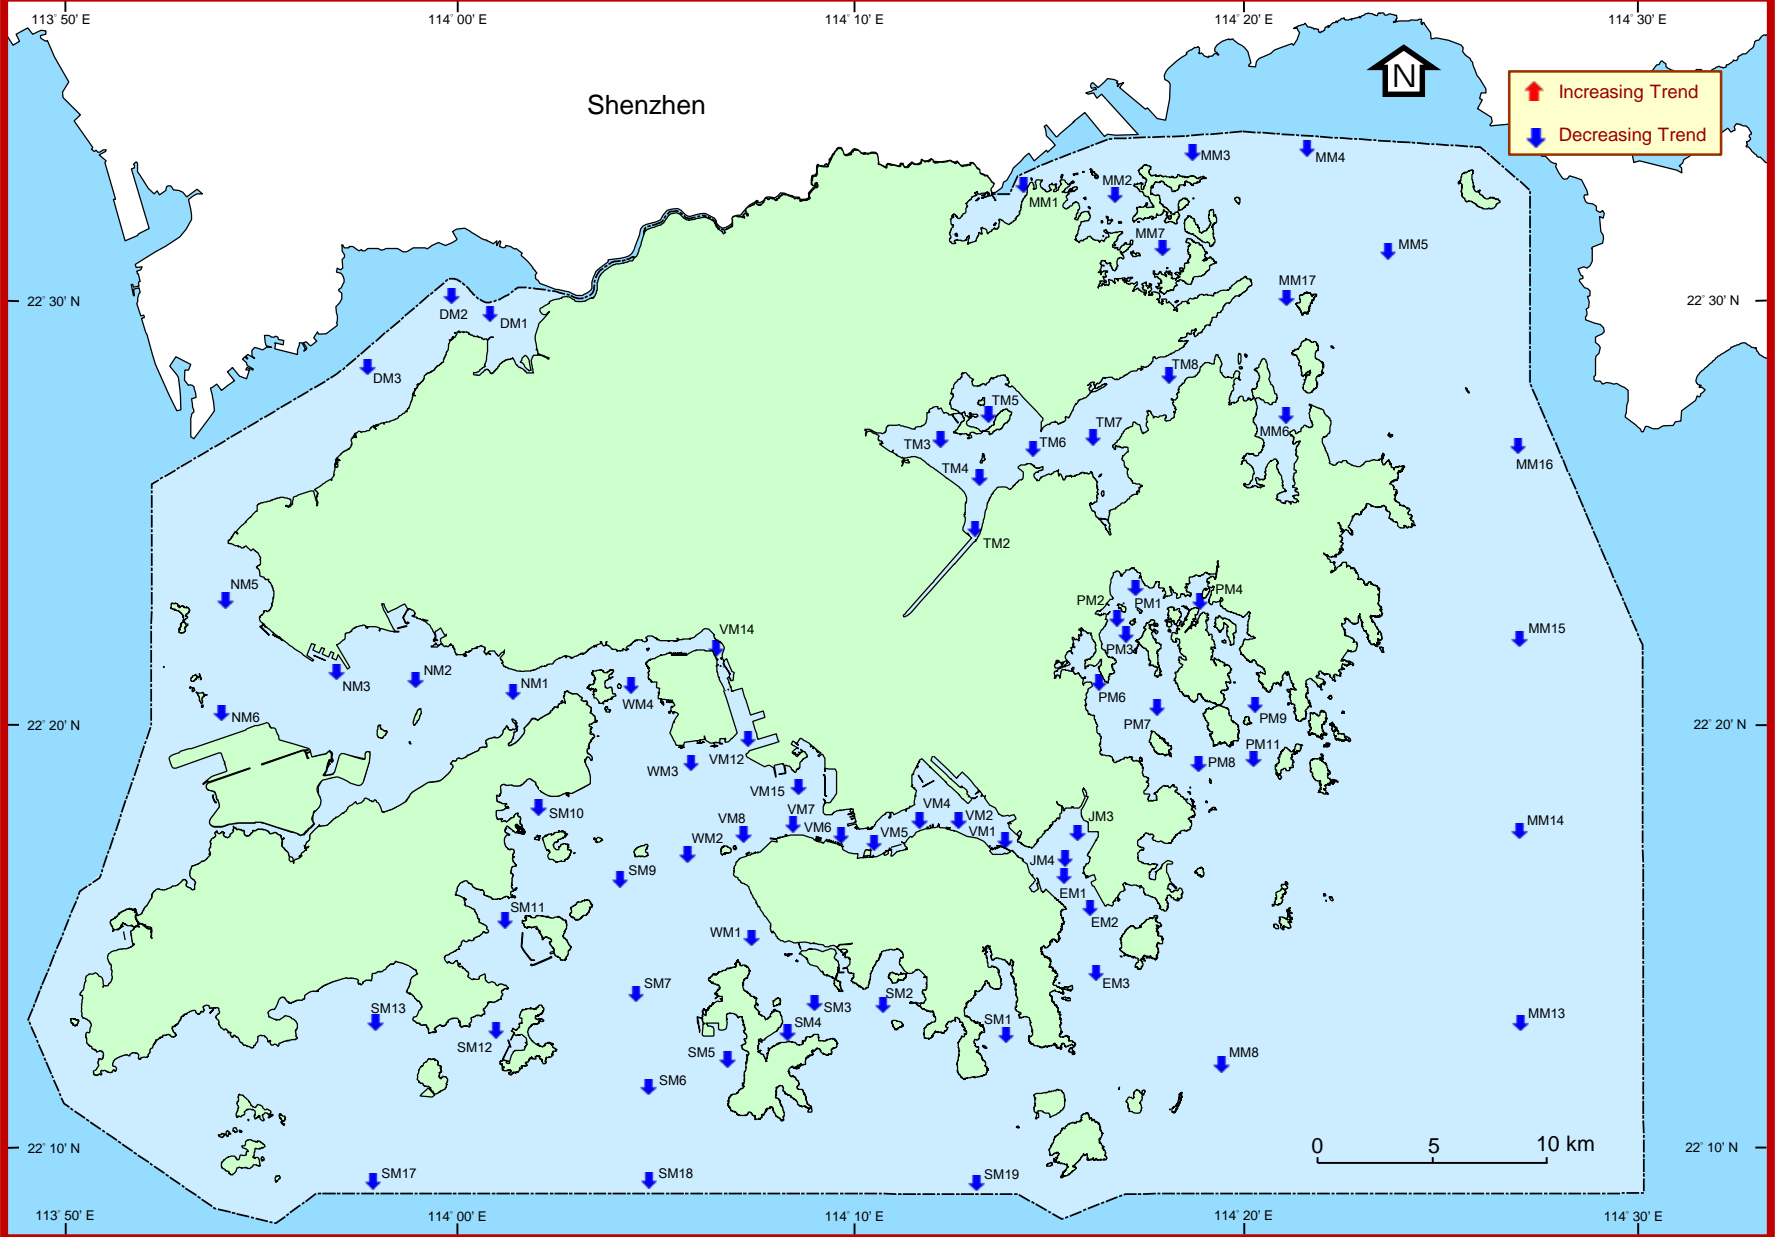 113° 50' E
114° 00' E
114° 10' E
114° 20' E
114° 30' E
N
Increasing Trend
Decreasing Trend
Shenzhen
MM3
MM4
MM2
MM1
MM7
MM5
MM17
22° 30' N
22° 30' N
DM2
DM1
DM3
TM8
TM5
TM7
MM6
TM3
TM6
TM4
MM16
TM2
NM5
PM4
PM2
PM1
VM14
MM15
PM3
NM2
NM3
NM1
WM4
PM6
NM6
PM7
PM9
22° 20' N
22° 20' N
PM11
VM12
WM3
PM8
VM15
SM10
VM7
VM4
VM8
VM6
VM5
VM2
VM1
JM3
MM14
WM2
JM4
SM9
EM1
SM11
EM2
WM1
EM3
SM7
SM13
SM3
SM2
SM4
SM1
MM13
SM12
SM5
MM8
SM6
0 5 10 km
22° 10' N
22° 10' N
SM17
SM18
SM19
113° 50' E
114° 00' E
114° 10' E
114° 20' E
114° 30' E